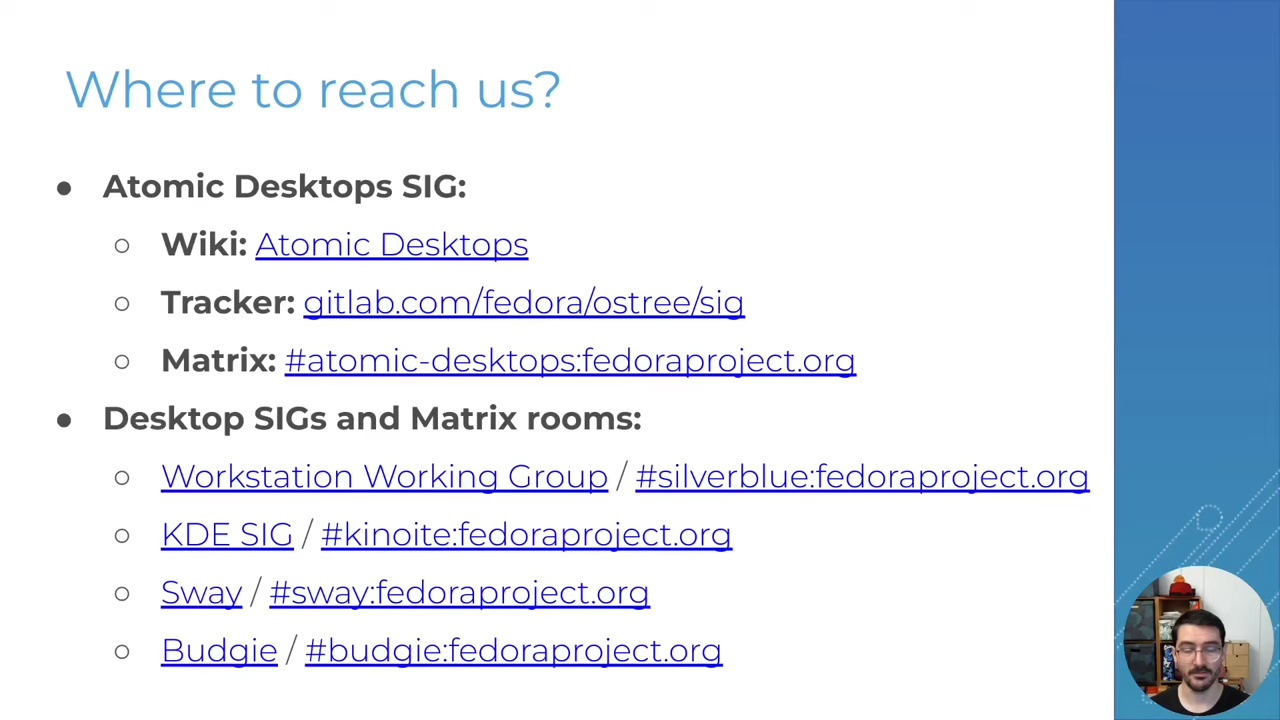 Where to reach us?
● Atomic Desktops SIG:
○ Wiki: Atomic Desktops
○ Tracker: gitlab.com/fedora/ostree/sig
○ Matrix: #atomic-desktops:fedoraproject.org
● Desktop SIGs and Matrix rooms:
○ Workstation Working Group / #silverblue:fedoraproject.org
○ KDE SIG / #kinoite:fedoraproject.org
○ Sway / #sway:fedoraproject.org
○ Budgie / #budgie:fedoraproject.org